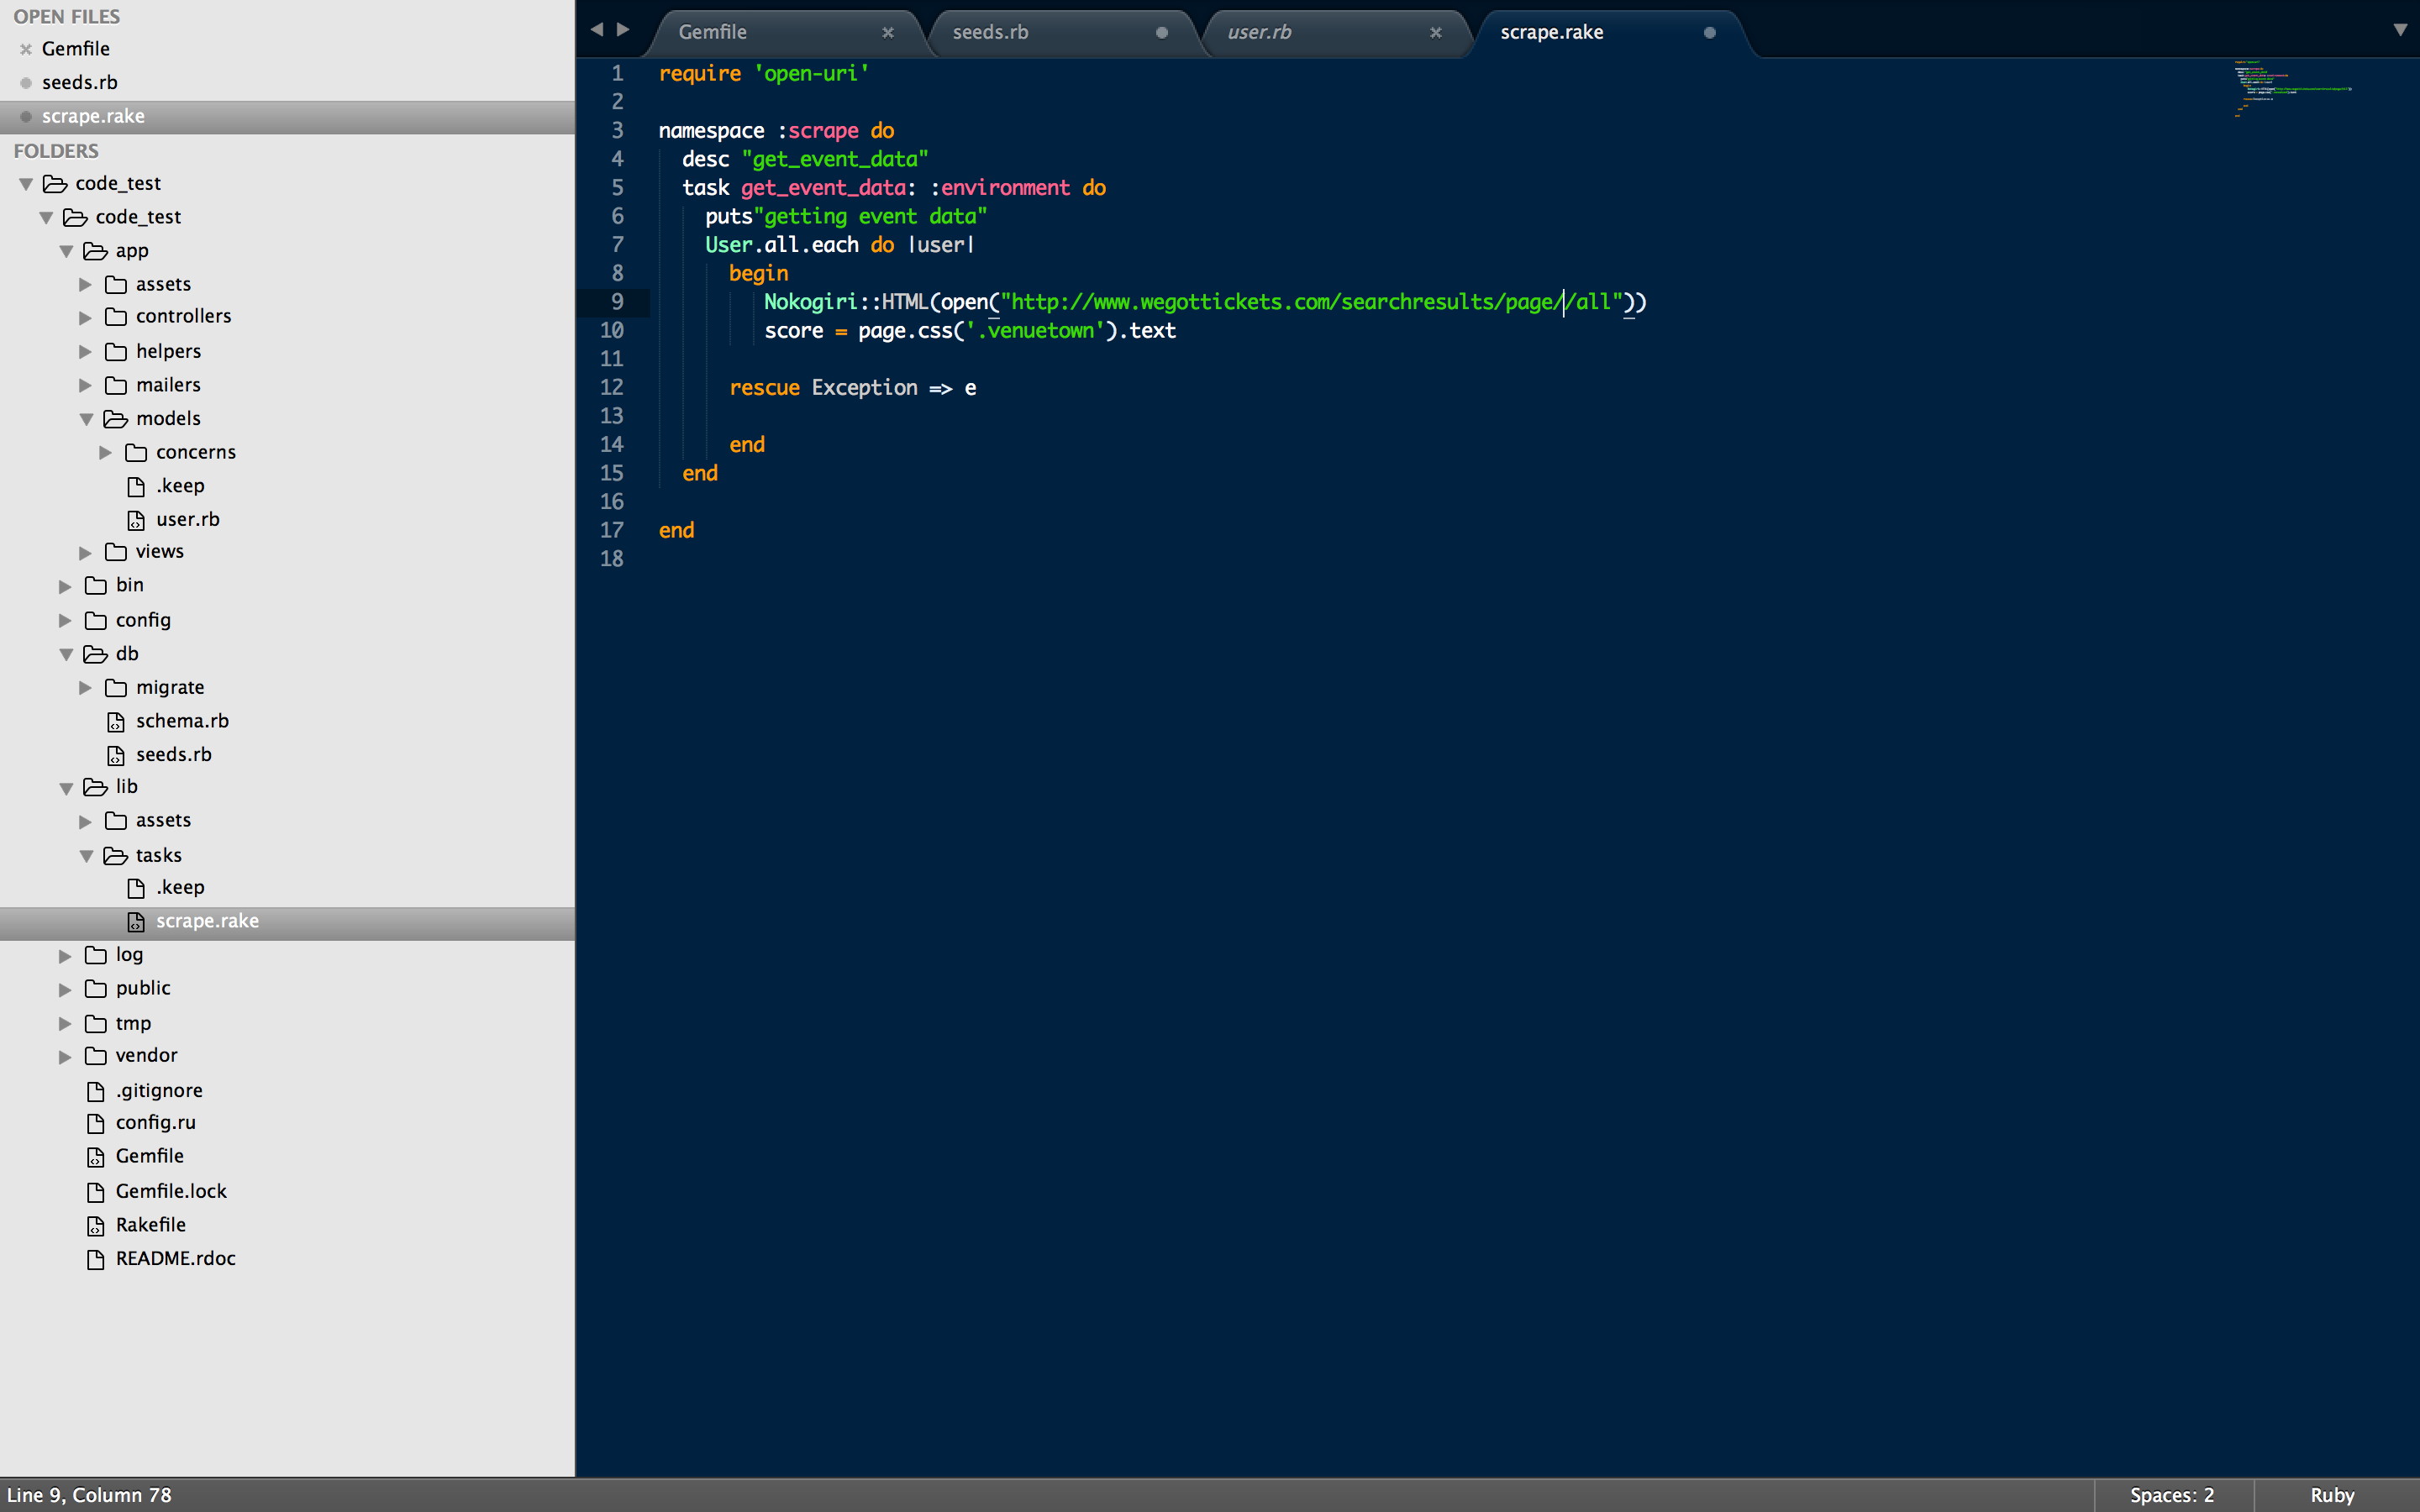 OPEN FILES
Gemfile
seeds.rb
scrape.rake
FOLDERS
code_test
code_test
app
assets
controllers
helpers
mailers
models
concerns
.keep
user.rb
views
bin
config
db
migrate
schema.rb
seeds.rb
lib
assets
tasks
.keep
scrape.rake
log
public
tmp
vendor
.gitignore
config.ru
Gemfile
Gemfile.lock
Rakefile
README.rdoc
Gemfile seeds.rb user.rb scrape.rake
1 require 'open-uri'
2
3 namespace :scrape do
4 desc "get_event_data"
5 task get_event_data: :environment do
6 puts"getting event data"
7 User.all.each do |user|
8 begin
9 Nokogiri::HTML(open("http://www.wegottickets.com/searchresults/page//all"))
10 score = page.css('.venuetown').text
11
12 rescue Exception => e
13
14 end
15 end
16
17 end
18
Line 9, Column 78 Spaces: 2 Ruby